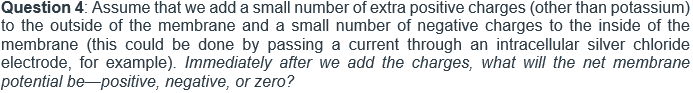 Question 4: Assume that we add a small number of extra positive charges (other than potassium)
to the outside of the membrane and a small number of negative charges to the inside of the
membrane (this could be done by passing a current through an intracellular silver chloride
electrode, for example). Immediately after we add the charges, what will the net membrane
potential be—positive, negative, or zero?